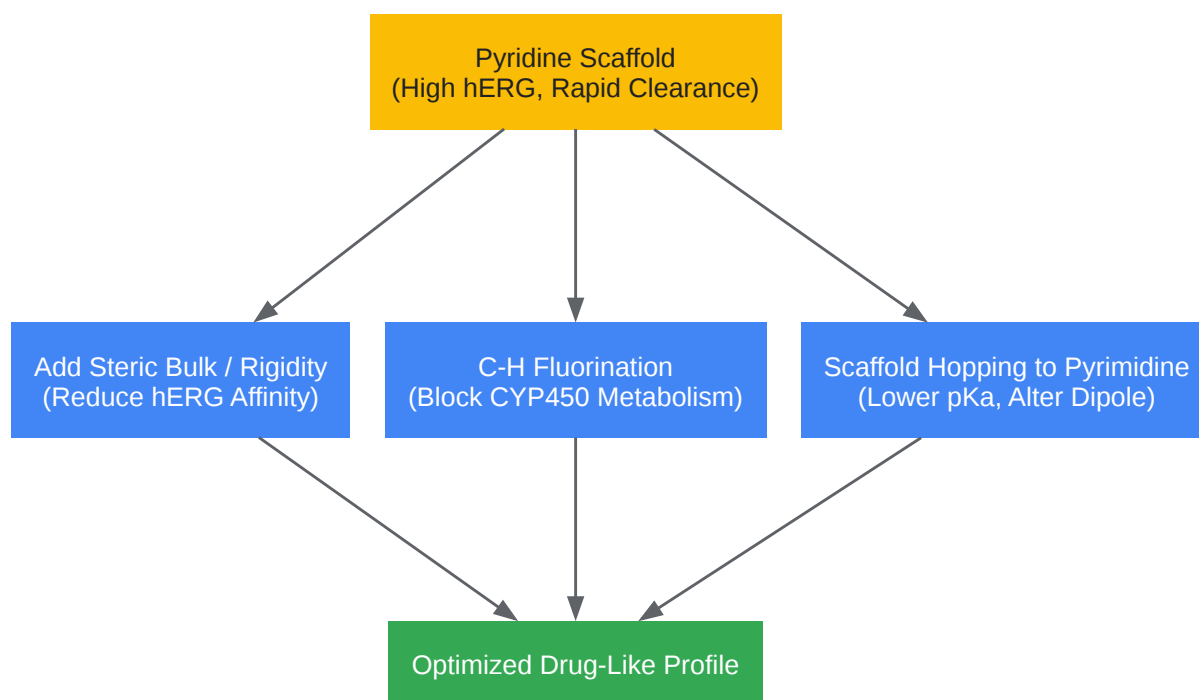 Pyridine Scaffold
(High hERG, Rapid Clearance)
Add Steric Bulk / Rigidity
(Reduce hERG Affinity)
C-H Fluorination
(Block CYP450 Metabolism)
Scaffold Hopping to Pyrimidine
(Lower pKa, Alter Dipole)
Optimized Drug-Like Profile